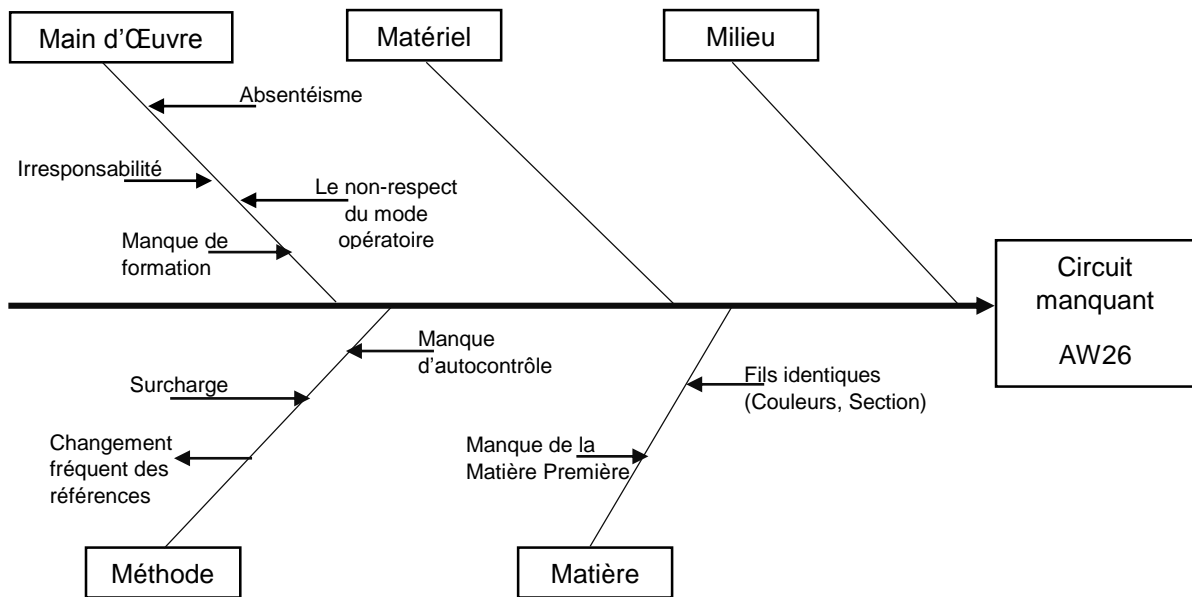 Main d'Œuvre
Matériel
Milieu
Absentéisme
Irresponsabilité
Le non-respect
du mode
opératoire
Manque de
formation
Circuit
manquant
AW26
Manque
d'autocontrôle
Surcharge
Fils identiques
(Couleurs, Section)
Changement
fréquent des
références
Manque de la
Matière Première
Méthode
Matière